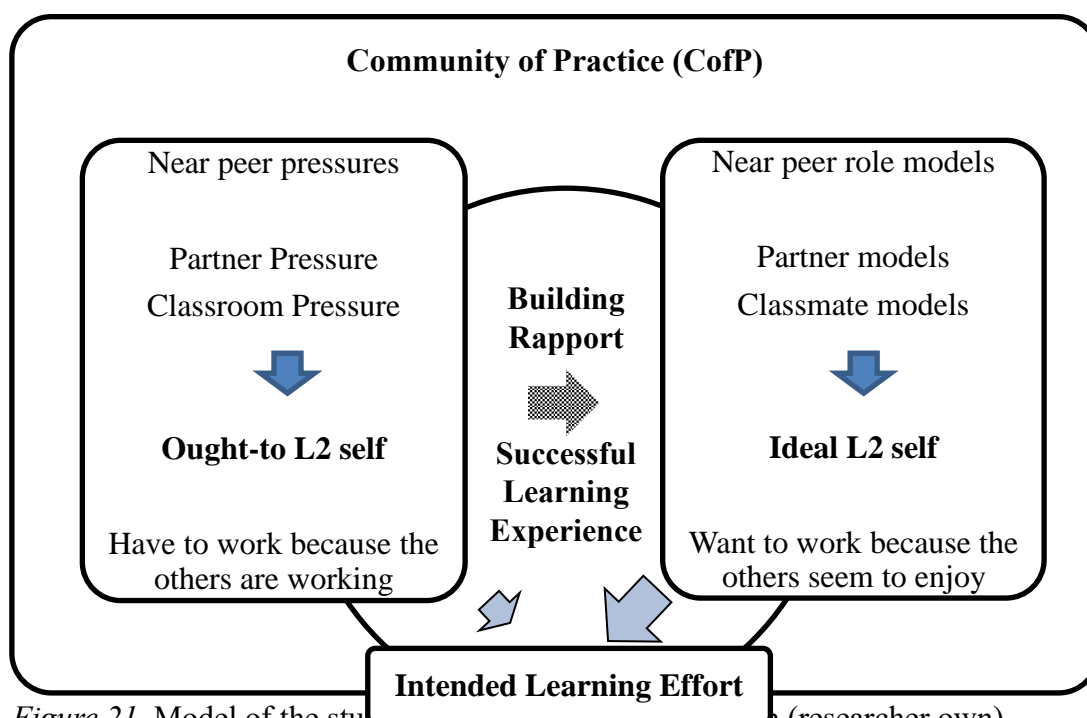 Community of Practice (CofP)
Near peer pressures
Partner Pressure
Classroom Pressure
Ought-to L2 self
Have to work because the
others are working
Building
Rapport
Successful
Learning
Experience
Near peer role models
Partner models
Classmate models
Ideal L2 self
Want to work because the
others seem to enjoy
Intended Learning Effort
Figure 21. Model of the (researcher own)